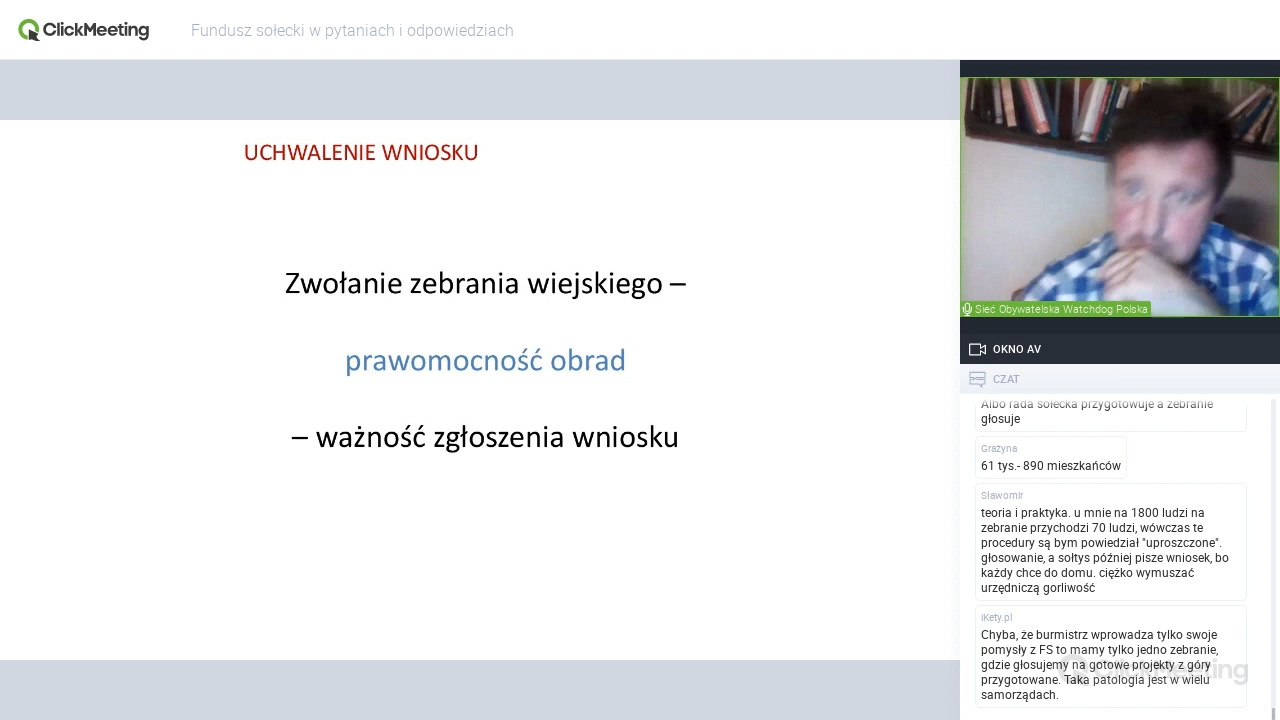 ClickMeeting
Fundusz sołecki w pytaniach i odpowiedziach
UCHWALENIE WNIOSKU
Zwołanie zebrania wiejskiego –
prawomocność obrad
– ważność zgłoszenia wniosku
Sieć Obywatelska Watchdog Polska
OKNO AV
CZAT
Albo rada sołecka przygotowuje a zebranie
głosuje
Grażyna
61 tys.- 890 mieszkańców
Sławomir
teoria i praktyka. u mnie na 1800 ludzi na
zebranie przychodzi 70 ludzi, wówczas te
procedury są bym powiedział "uproszczone".
głosowanie, a sołtys później pisze wniosek, bo
każdy chce do domu. ciężko wymuszać
urzędniczą gorliwość
iKety.pl
Chyba, że burmistrz wprowadza tylko swoje
pomysły z FS to mamy tylko jedno zebranie,
gdzie głosujemy na gotowe projekty z góry
przygotowane. Taka patologia jest w wielu
samorządach.
ClickMeeting